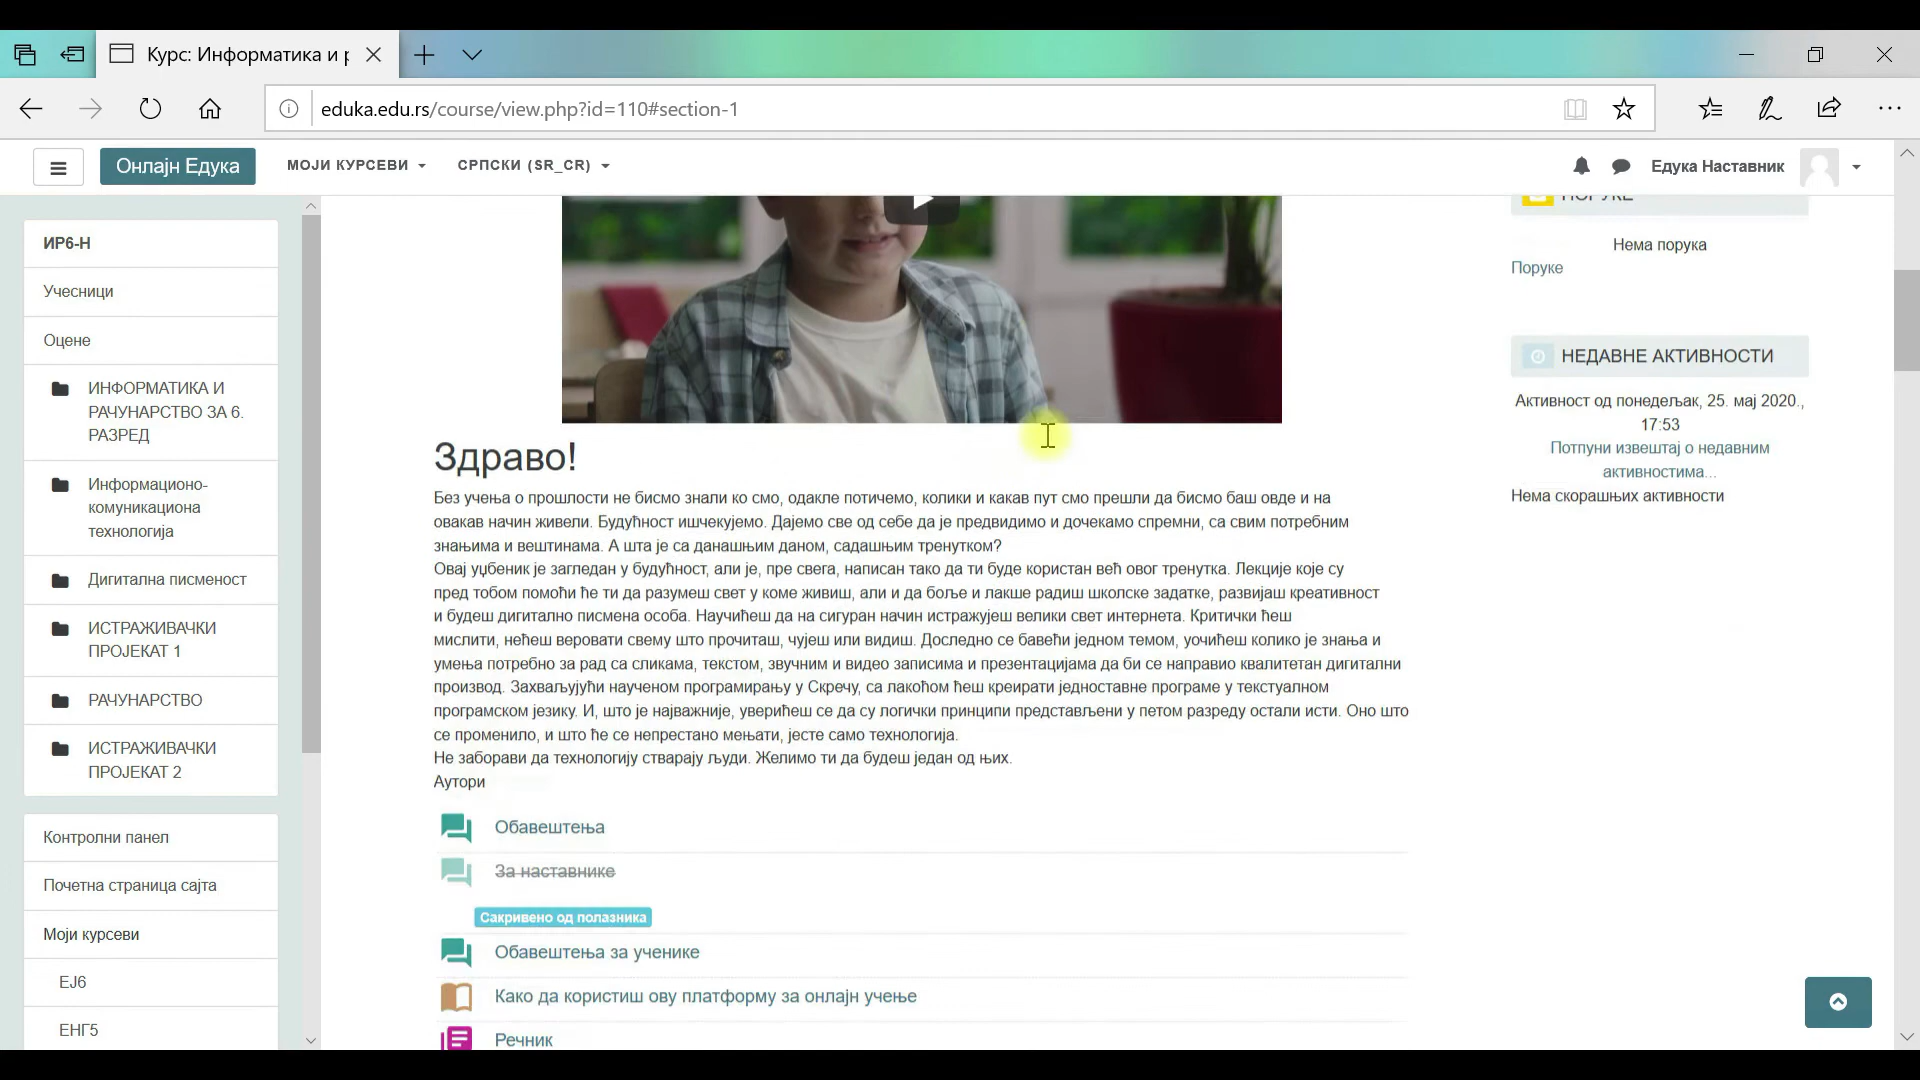 Курс: Информатика и р
eduka.edu.rs/course/view.php?id=110#section-1
Онлајн Едука
МОЈИ КУРСЕВИ
СРПСКИ (SR_CR)
Едука Наставник
ИР6-Н
Учесници
Оцене
ИНФОРМАТИКА И
РАЧУНАРСТВО ЗА 6.
РАЗРЕД
Информационо-
комуникациона
технологија
Дигитална писменост
ИСТРАЖИВАЧКИ
ПРОЈЕКАТ 1
РАЧУНАРСТВО
ИСТРАЖИВАЧКИ
ПРОЈЕКАТ 2
Контролни панел
Почетна страница сајта
Моји курсеви
ЕЈ6
ЕНГ5
Здраво!
Без учења о прошлости не бисмо знали ко смо, одакле потичемо, колики и какав пут смо прешли да бисмо баш овде и на
овакав начин живели. Будућност ишчекујемо. Дајемо све од себе да је предвидимо и дочекамо спремни, са свим потребним
знањима и вештинама. А шта је са данашњим даном, садашњим тренутком?
Овај уџбеник је загледан у будућност, али је, пре свега, написан тако да ти буде користан већ овог тренутка. Лекције које су
пред тобом помоћи ће ти да разумеш свет у коме живиш, али и да боље и лакше радиш школске задатке, развијаш креативност
и будеш дигитално писмена особа. Научићеш да на сигуран начин истражујеш велики свет интернета. Критички ћеш
мислити, нећеш веровати свему што прочиташ, чујеш или видиш. Доследно се бавећи једном темом, уочићеш колико је знања и
умења потребно за рад са сликама, текстом, звучним и видео записима и презентацијама да би се направио квалитетан дигитални
производ. Захваљујући наученом програмирању у Скречу, са лакоћом ћеш креирати једноставне програме у текстуалном
програмском језику. И, што је најважније, уверићеш се да су логички принципи представљени у петом разреду остали исти. Оно што
се променило, и што ће се непрестано мењати, јесте само технологија.
Не заборави да технологију стварају људи. Желимо ти да будеш један од њих.
Аутори
Обавештења
За наставнике
Сакривено од полазника
Обавештења за ученике
Како да користиш ову платформу за онлајн учење
Речник
ПОРУКЕ
Нема порука
Поруке
НЕДАВНЕ АКТИВНОСТИ
Активност од понедељак, 25. мај 2020.,
17:53
Потпуни извештај о недавним
активностима...
Нема скорашњих активности